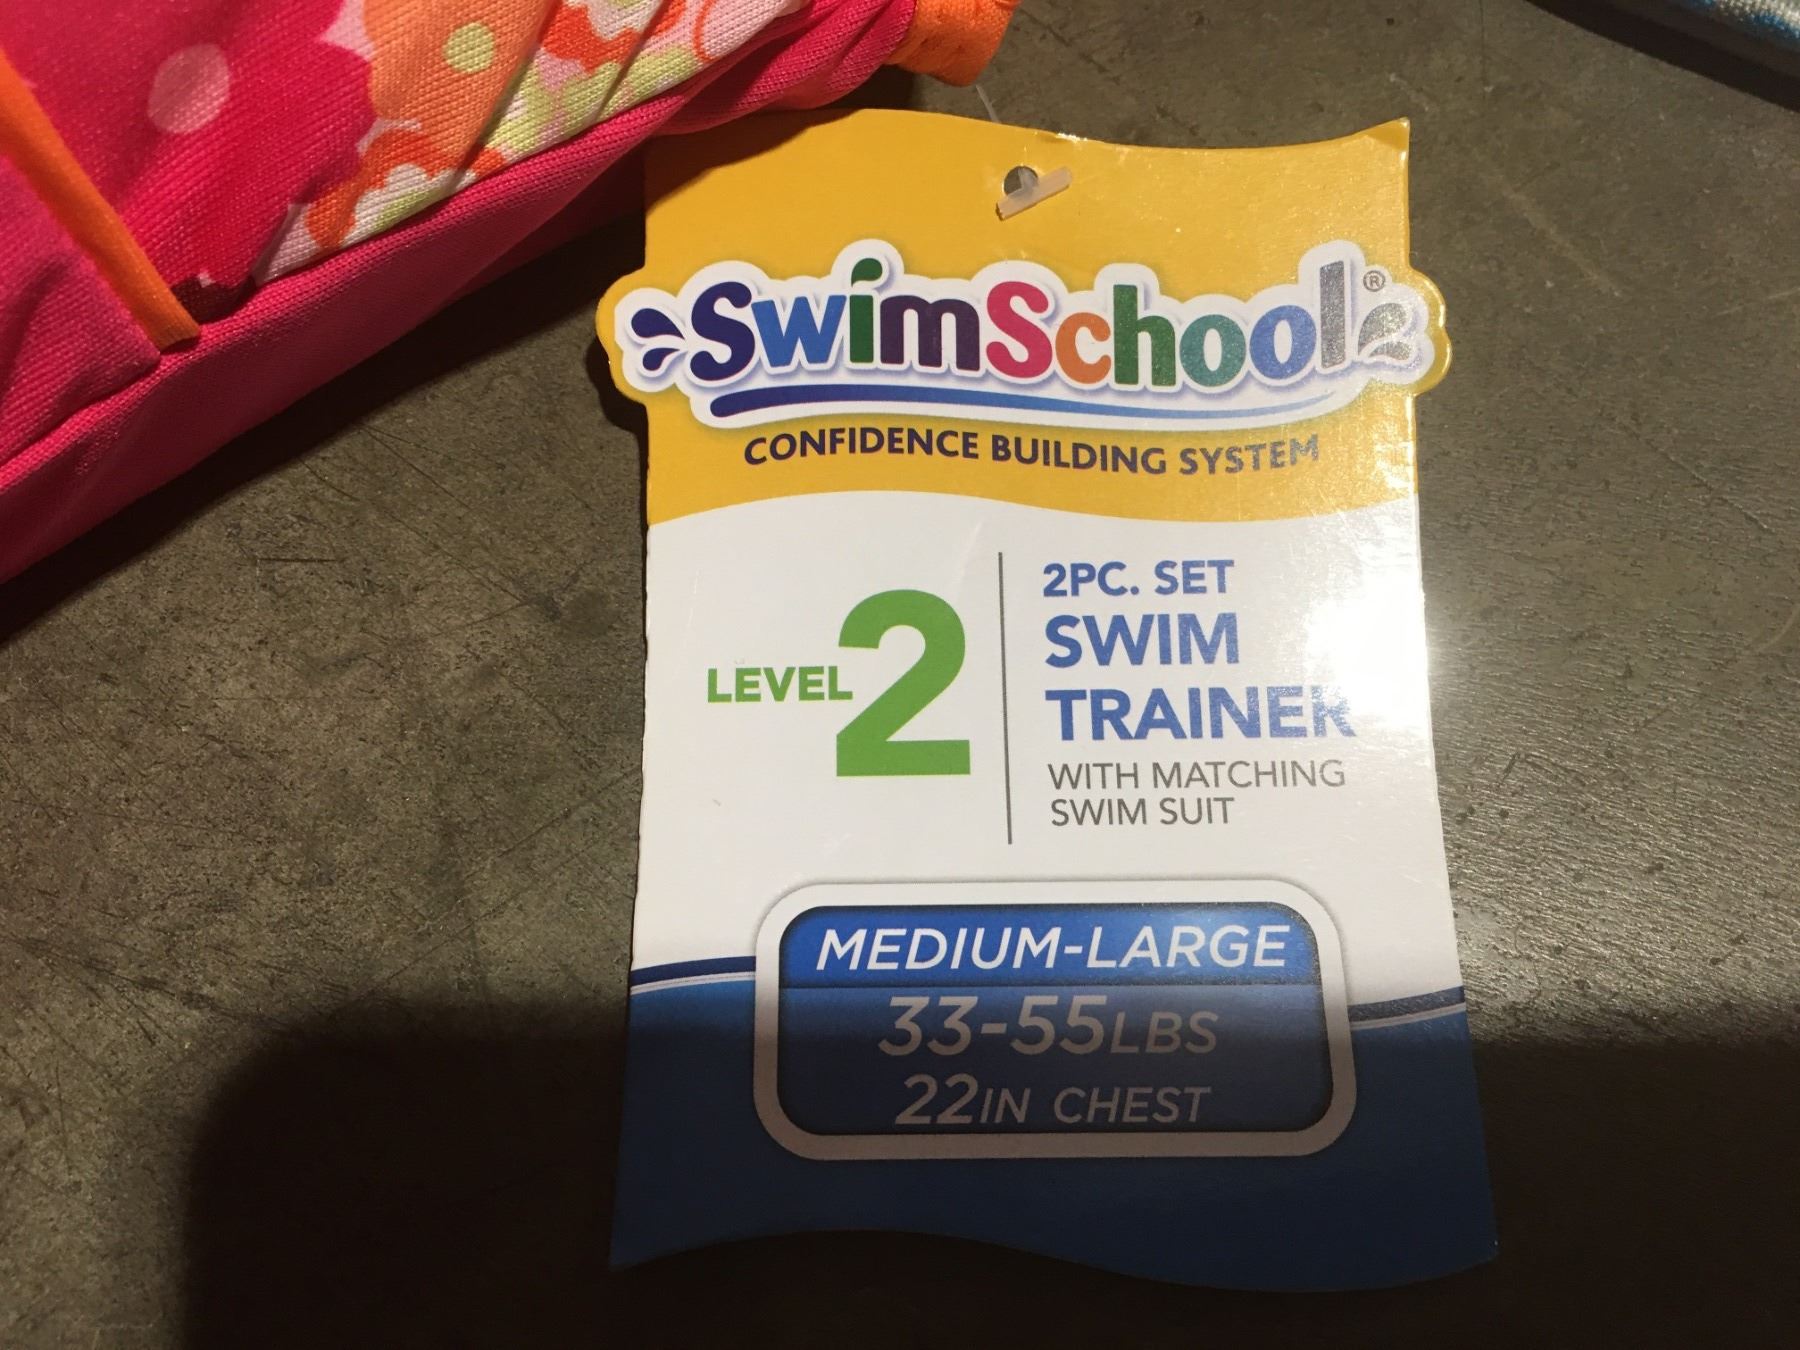 SwimSchool®
CONFIDENCE BUILDING SYSTEM
LEVEL 2
2PC. SET
SWIM
TRAINER
WITH MATCHING
SWIM SUIT
MEDIUM-LARGE
33-55LBS
22IN CHEST